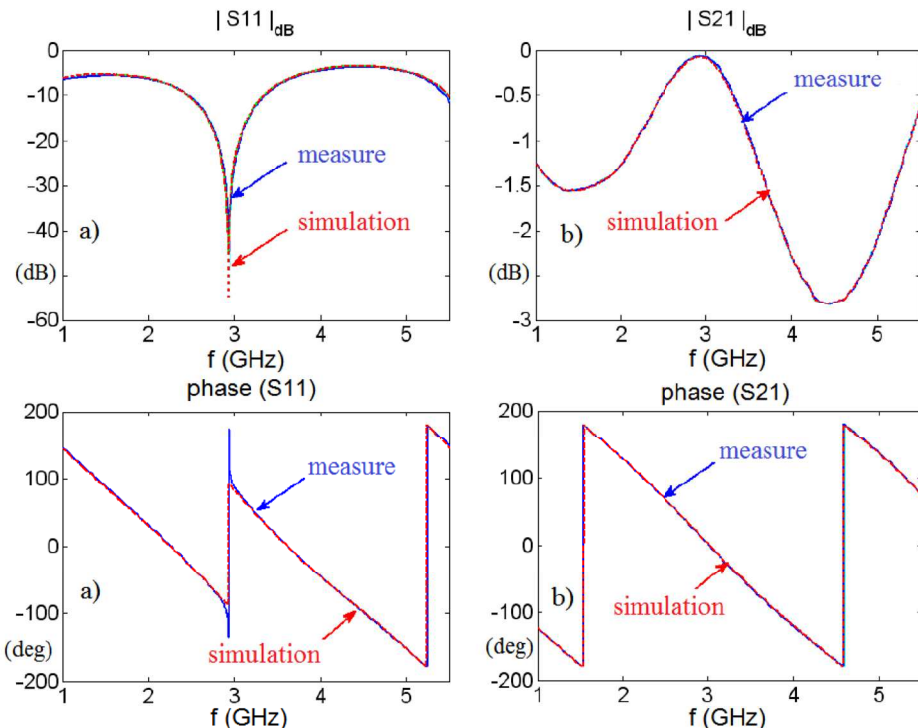 | S11 |dB
0
-10
-20
-30
-40
(dB)
-50
-60
measure
simulation
a)
1 2 3 4 5
f (GHz)
| S21 |dB
0
-0.5
-1
-1.5
-2
(dB)
-2.5
-3
measure
simulation
b)
1 2 3 4 5
f (GHz)
phase (S11)
200
100
0
-100
(deg)
-200
measure
a)
simulation
1 2 3 4 5
f (GHz)
phase (S21)
200
100
0
-100
(deg)
-200
measure
b)
simulation
1 2 3 4 5
f (GHz)